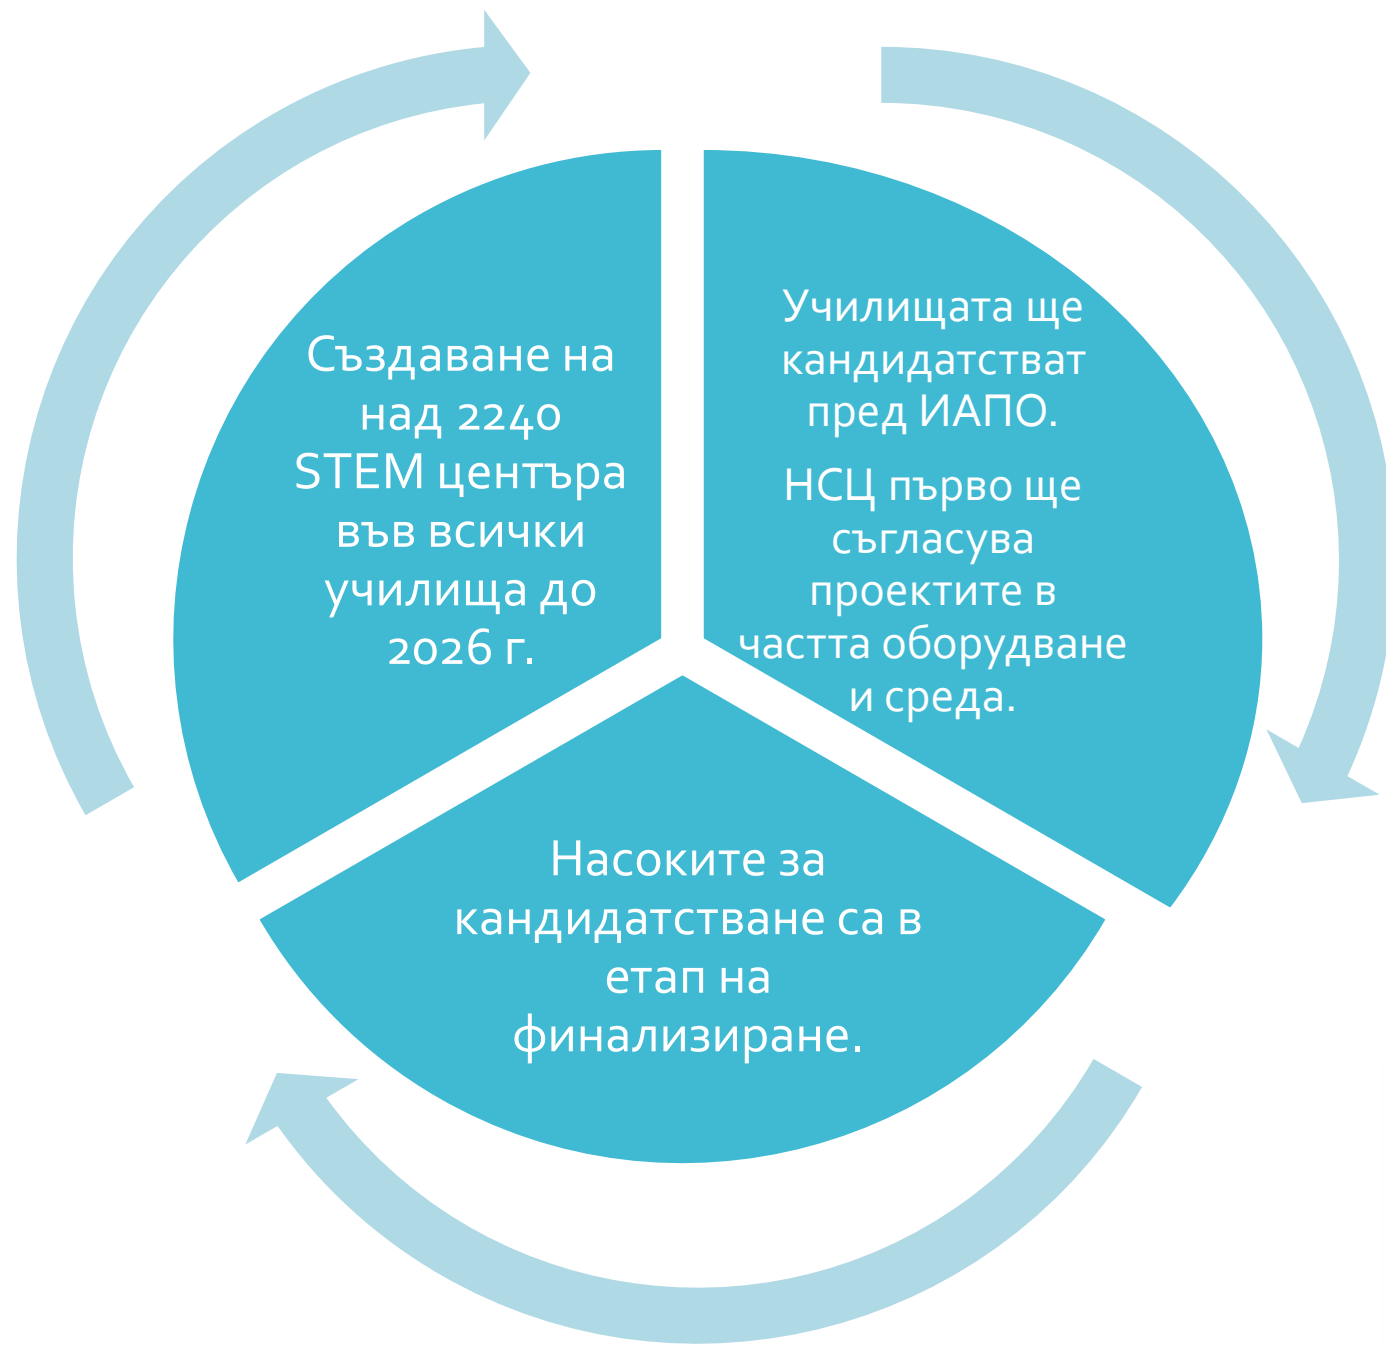 Създаване на
над 2240
STEM центъра
във всички
училища до
2026 г.
Училищата ще
кандидатстват
пред ИАПО.
НСЦ първо ще
съгласува
проектите в
частта оборудване
и среда.
Насоките за
кандидатстване са в
етап на
финализиране.